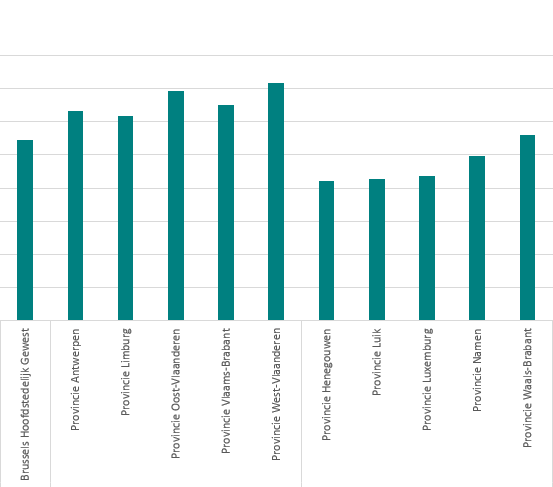 Brussels Hoofdstedelijk Gewest
Provincie Antwerpen
Provincie Limburg
Provincie Oost-Vlaanderen
Provincie Vlaams-Brabant
Provincie West-Vlaanderen
Provincie Henegouwen
Provincie Luik
Provincie Luxemburg
Provincie Namen
Provincie Waals-Brabant